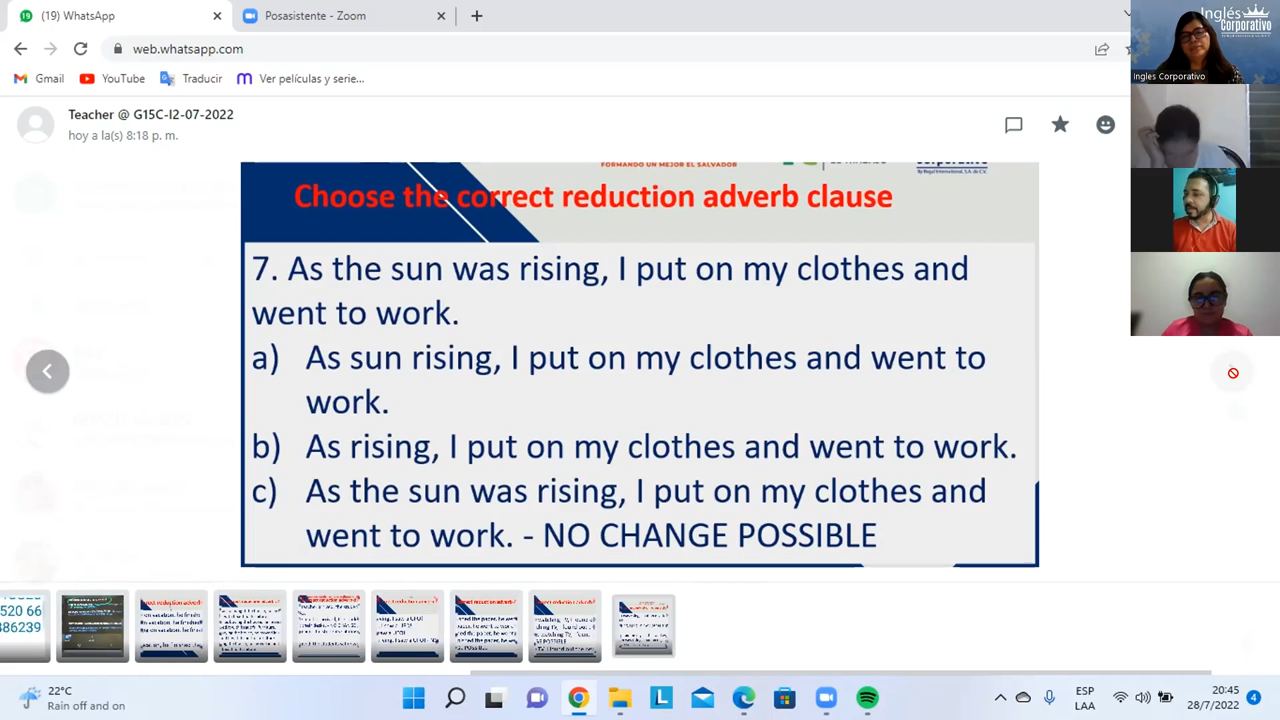 (19) WhatsApp
Posasistente - Zoom
web.whatsapp.com
Gmail
YouTube
Traducir
Ver películas y serie...
Inglés
Corporativo
Ingles Corporativo
Teacher @ G15C-I2-07-2022
hoy a la(s) 8:18 p. m.
FORMANDO UN MEJOR EL SALVADOR
Choose the correct reduction adverb clause
7. As the sun was rising, I put on my clothes and
went to work.
a) As sun rising, I put on my clothes and went to
work.
b) As rising, I put on my clothes and went to work.
c) As the sun was rising, I put on my clothes and
went to work. - NO CHANGE POSSIBLE
520 66
886239
22°C
Rain off and on
ESP
LAA
20:45
28/7/2022
4